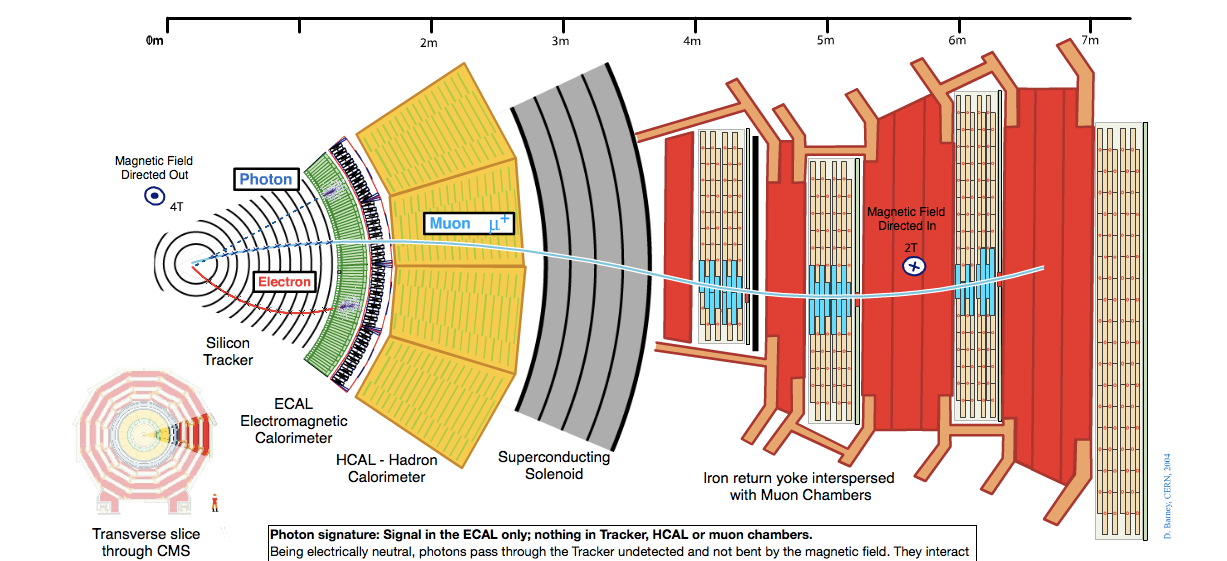 0m 2m 3m 4m 5m 6m 7m
Magnetic Field
Directed Out
4T
Photon
Muon μ+
Electron
Magnetic Field
Directed In
2T
Silicon
Tracker
ECAL
Electromagnetic
Calorimeter
HCAL - Hadron
Calorimeter
Superconducting
Solenoid
Iron return yoke interspersed
with Muon Chambers
Transverse slice
through CMS
D. Barney, CERN, 2004
Photon signature: Signal in the ECAL only; nothing in Tracker, HCAL or muon chambers.
Being electrically neutral, photons pass through the Tracker undetected and not bent by the magnetic field. They interact